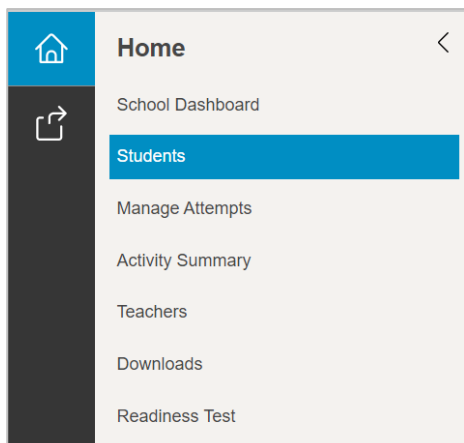 Home
School Dashboard
Students
Manage Attempts
Activity Summary
Teachers
Downloads
Readiness Test